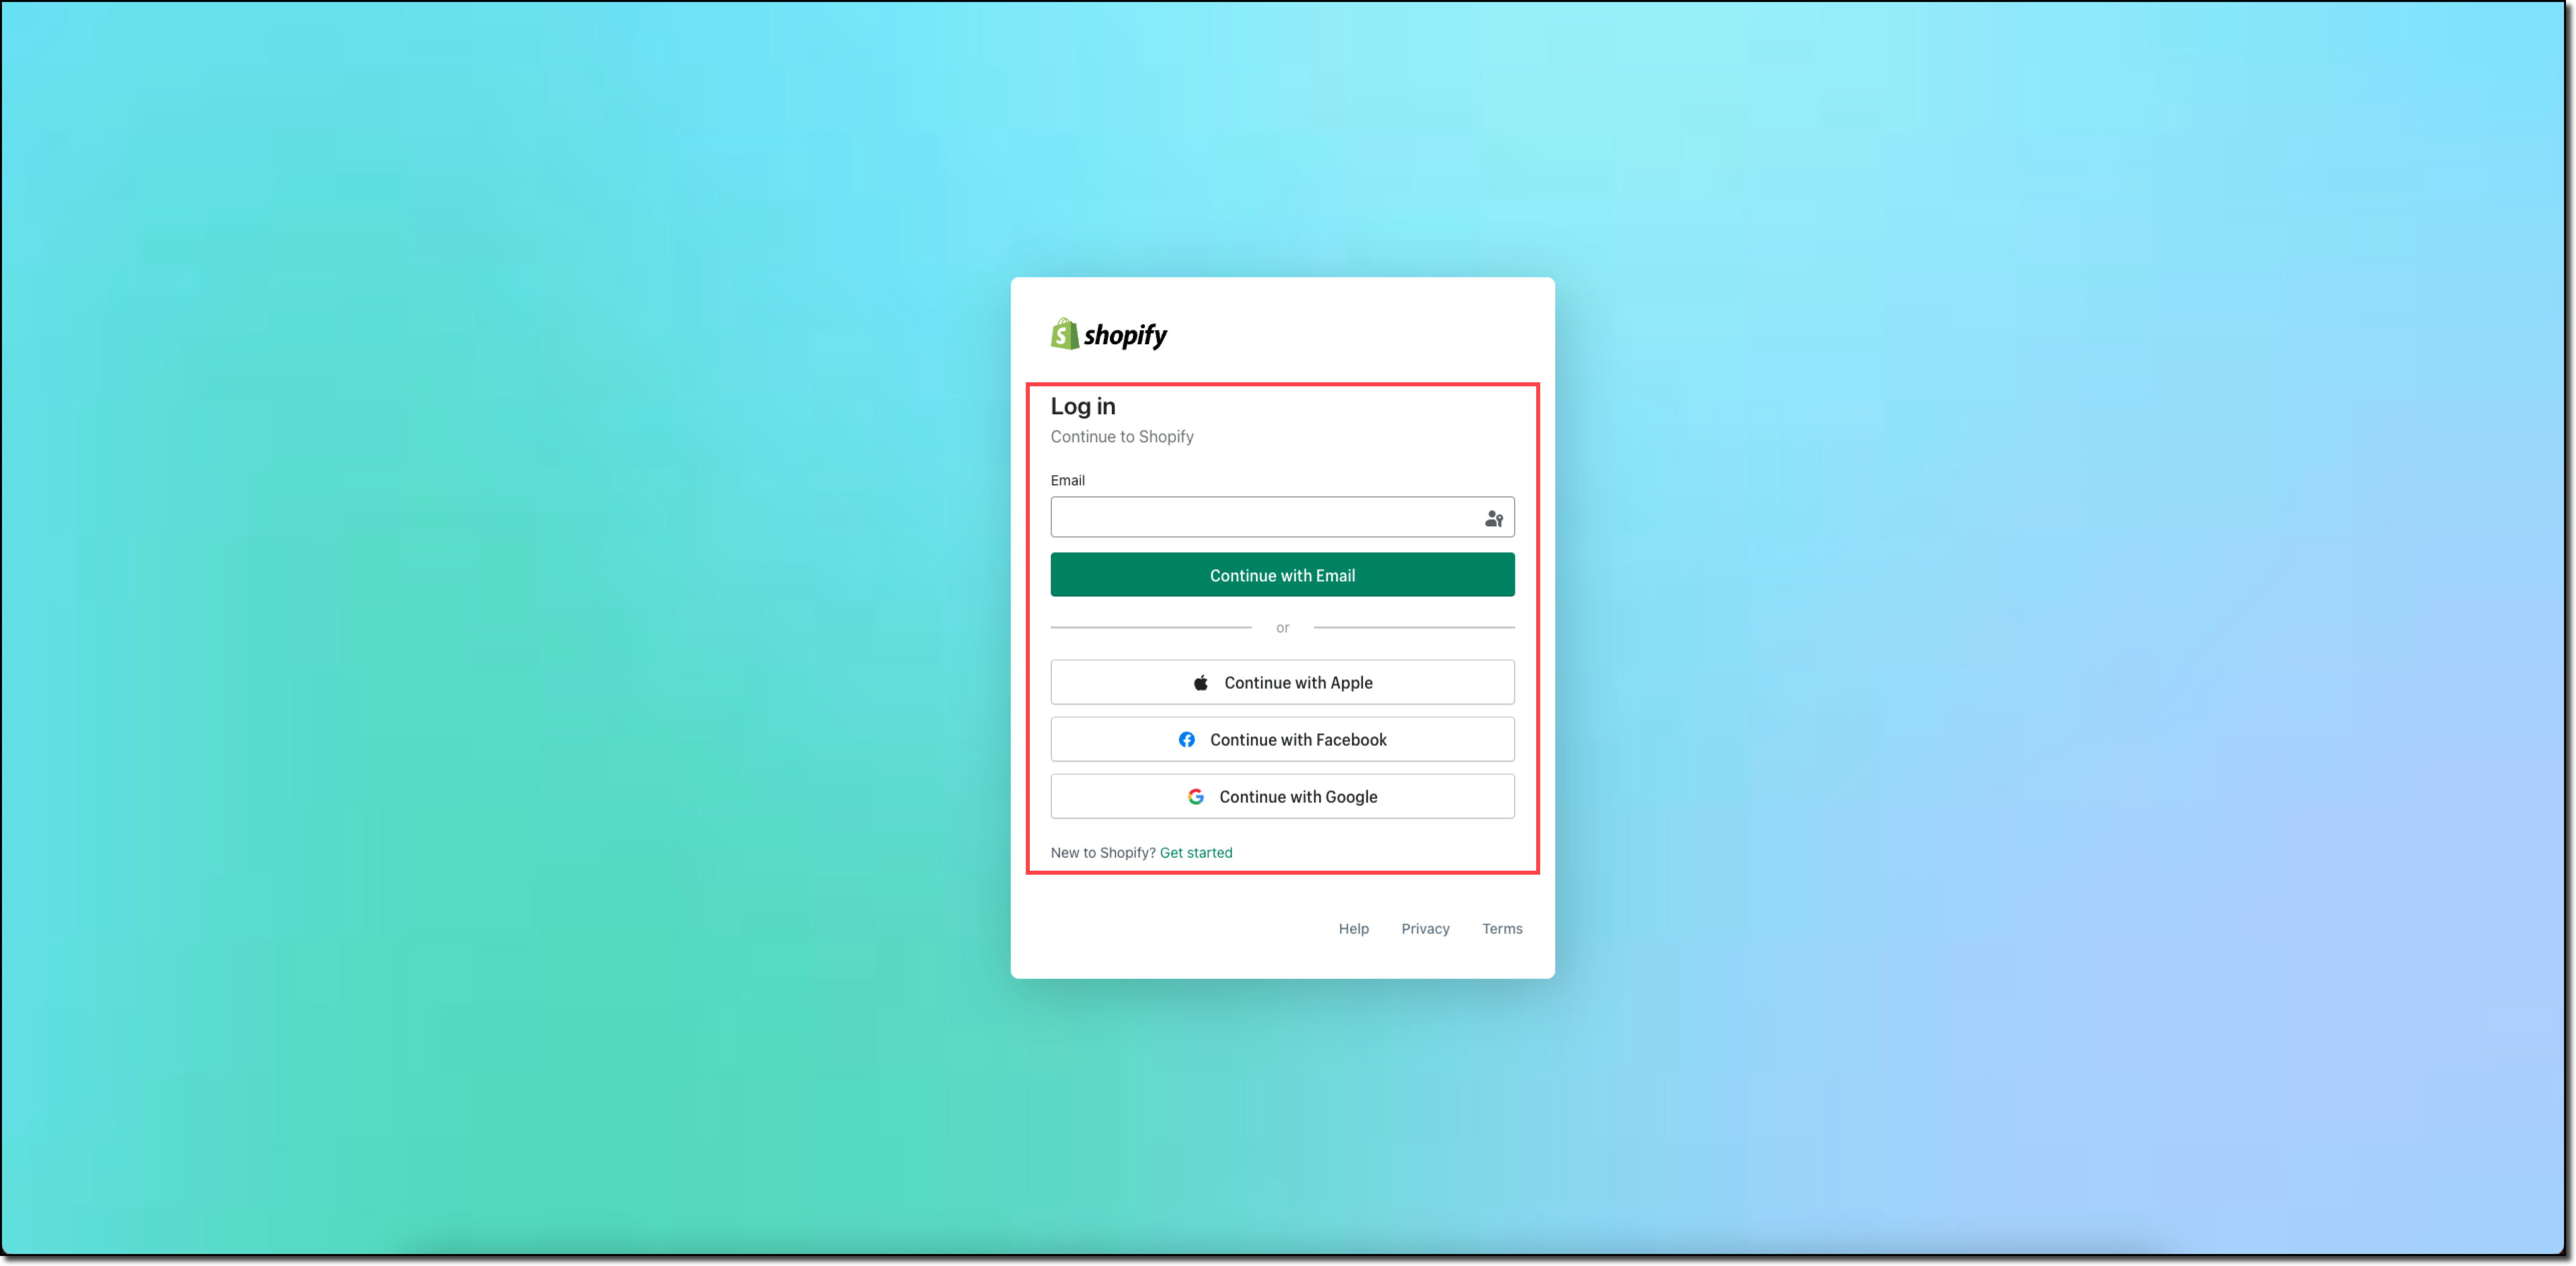 shopify
Log in
Continue to Shopify
Email
Continue with Email
or
Continue with Apple
Continue with Facebook
Continue with Google
New to Shopify? Get started
Help Privacy Terms